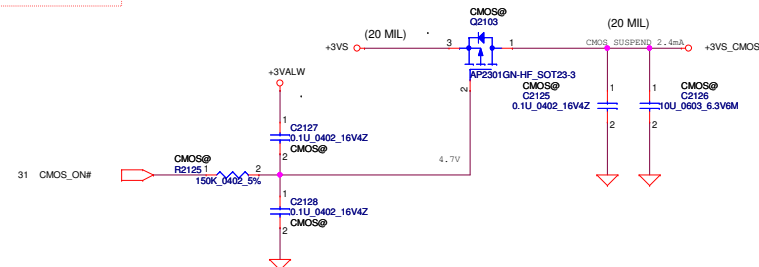 CMOS@
Q2103
(20 MIL)
(20 MIL)
+3VS
3
1
CMOS SUSPEND 2.4mA
+3VS_CMOS
AP2301GN-HF_SOT23-3
2
+3VALW
CMOS@
C2125
0.1U_0402_16V4Z
1
2
CMOS@
C2126
10U_0603_6.3V6M
1
2
1
C2127
0.1U_0402_16V4Z
2
CMOS@
4.7V
31 CMOS_ON#
CMOS@
R2125
1
2
150K_0402_5%
1
C2128
0.1U_0402_16V4Z
CMOS@
2